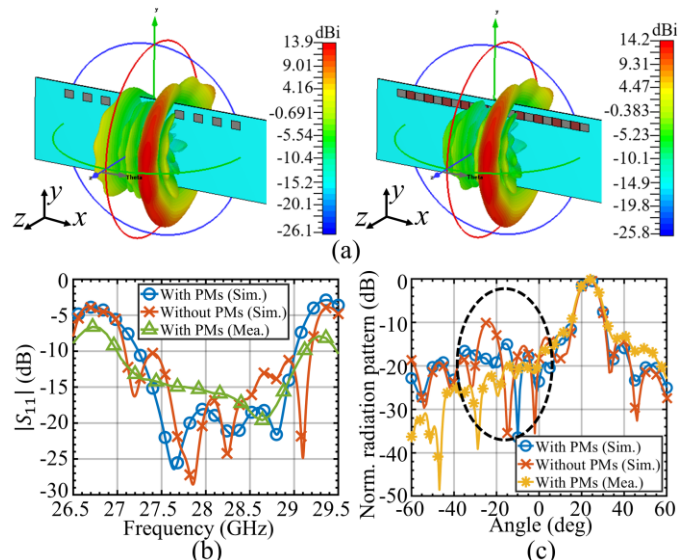 dBi
13.9
9.01
4.16
-0.691
-5.54
-10.4
-15.2
-26.1
y
Theta
y
z
x
dBi
14.2
9.31
4.47
-0.383
-5.23
-10.1
-14.9
-25.8
y
Theta
y
z
x
(a)
0
-5
-10
-15
-20
-25
-30
|S11| (dB)
With PMs (Sim.)
Without PMs (Sim.)
With PMs (Mea.)
26.5 27 27.5 28 28.5 29 29.5
Frequency (GHz)
(b)
0
-10
-20
-30
-40
-50
Norm. radiation pattern (dB)
With PMs (Sim.)
Without PMs (Sim.)
With PMs (Mea.)
-60 -40 -20 0 20 40 60
Angle (deg)
(c)